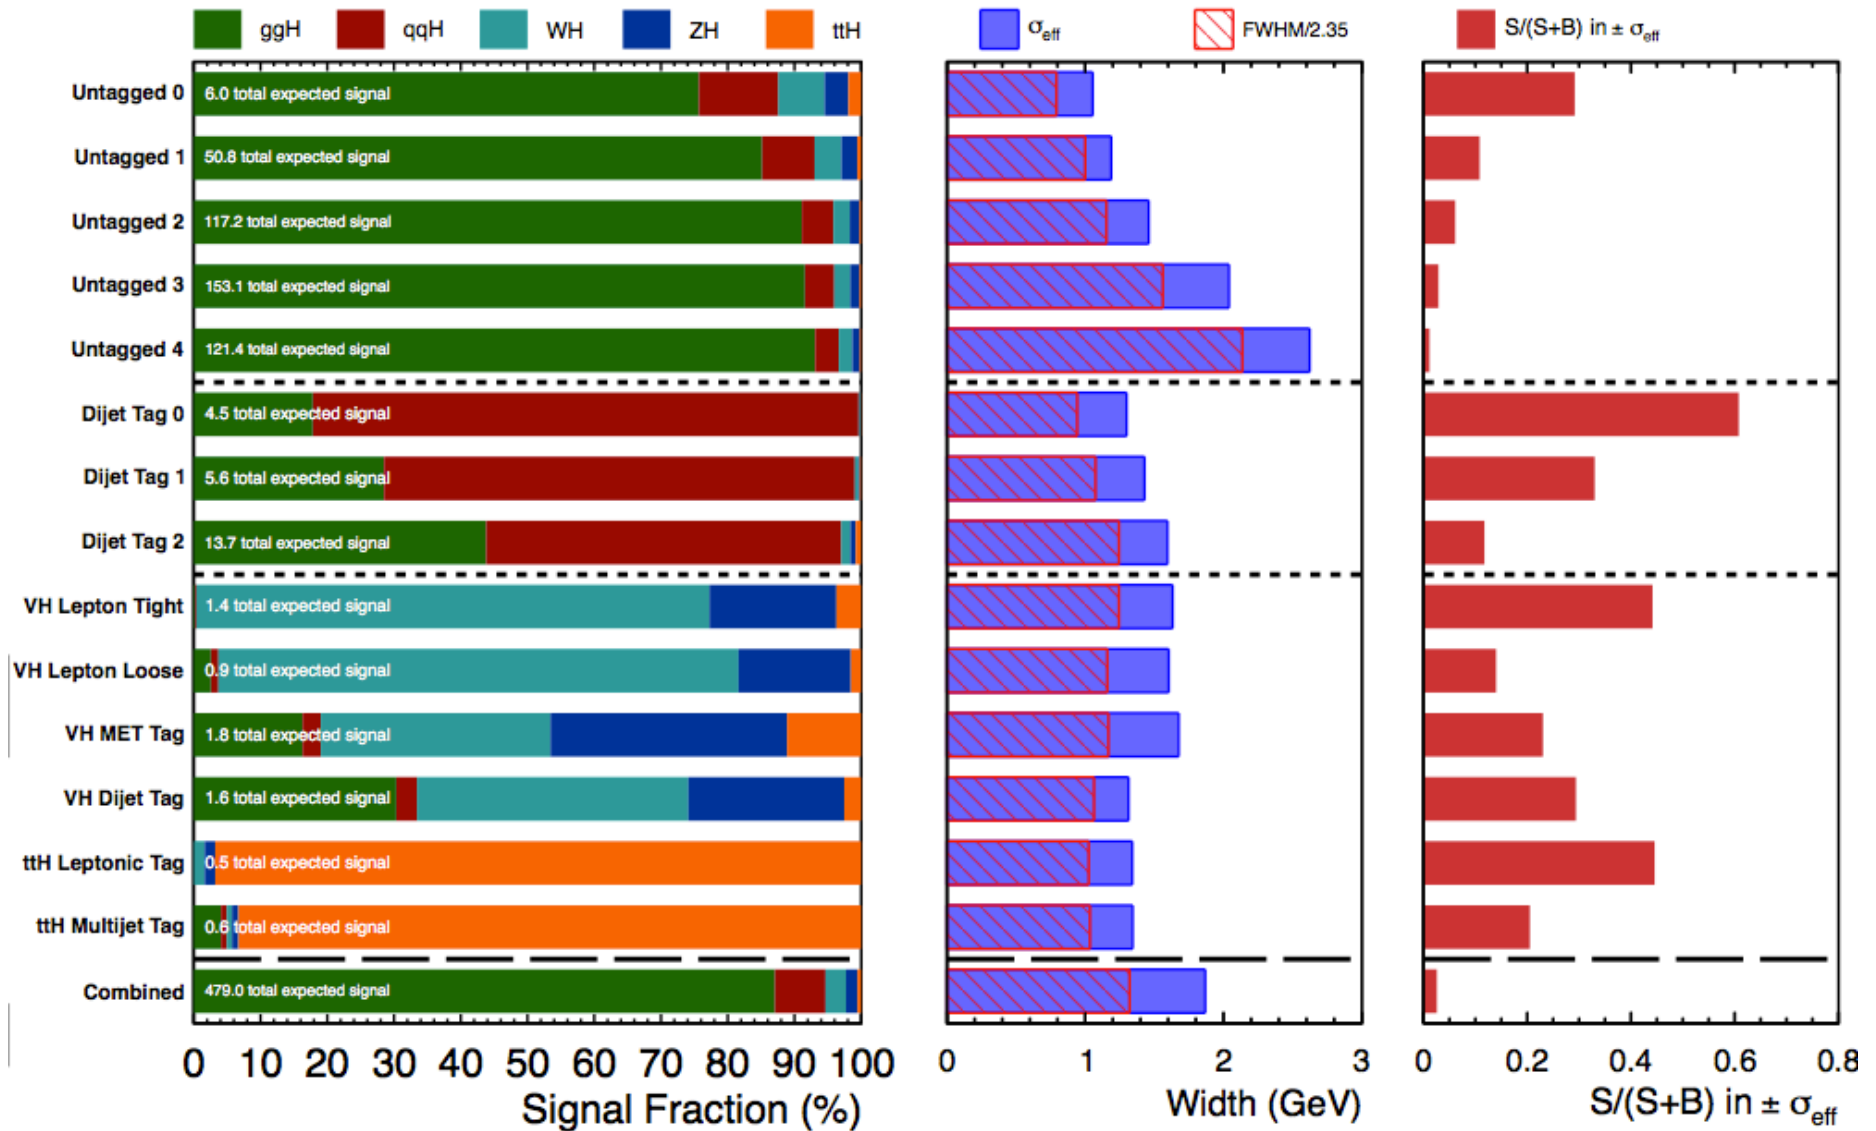 ggH qqH WH ZH ttH σeff FWHM/2.35 S/(S+B) in ± σeff
Untagged 0 6.0 total expected signal
Untagged 1 50.8 total expected signal
Untagged 2 117.2 total expected signal
Untagged 3 153.1 total expected signal
Untagged 4 121.4 total expected signal
Dijet Tag 0 4.5 total expected signal
Dijet Tag 1 5.6 total expected signal
Dijet Tag 2 13.7 total expected signal
VH Lepton Tight 1.4 total expected signal
VH Lepton Loose 0.9 total expected signal
VH MET Tag 1.8 total expected signal
VH Dijet Tag 1.6 total expected signal
ttH Leptonic Tag 0.5 total expected signal
ttH Multijet Tag 0.6 total expected signal
Combined 479.0 total expected signal
0 10 20 30 40 50 60 70 80 90 100 0 1 2 3 0 0.2 0.4 0.6 0.8
Signal Fraction (%) Width (GeV) S/(S+B) in ± σeff